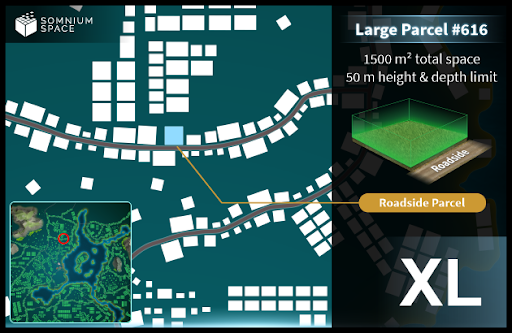 SOMNIUM
SPACE
Large Parcel #616
1500 m² total space
50 m height & depth limit
Roadside
Roadside Parcel
XL